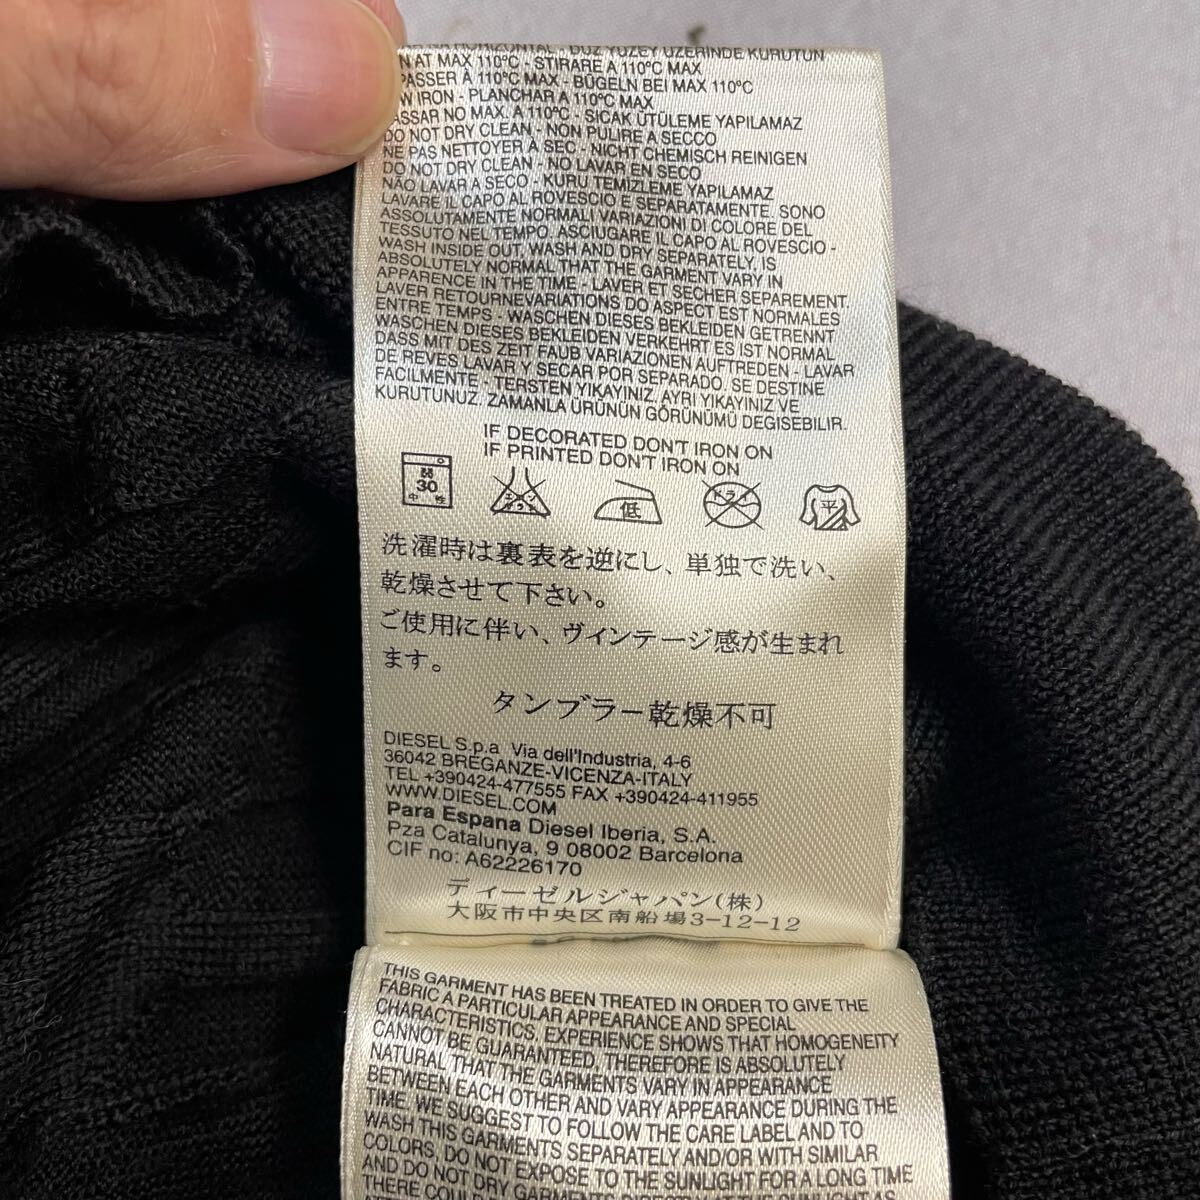 HORIZONTAL - DÜZ YÜZEY ÜZERİNDE KURUTUN
AT MAX 110°C - STIRARE A 110°C MAX
PASSER À 110°C MAX - BÜGELN BEI MAX 110°C
IRON - PLANCHAR A 110°C MAX
NO MAX. A 110°C - SICAK ÜTÜLEME YAPILAMAZ
DO NOT DRY CLEAN - NON PULIRE A SECCO
NE PAS NETTOYER A SEC - NICHT CHEMISCH REINIGEN
DO NOT DRY CLEAN - NO LAVAR EN SECO
NÃO LAVAR A SECO - KURU TEMIZLEME YAPILAMAZ
LAVARE IL CAPO AL ROVESCIO E SEPARATAMENTE. SONO
ASSOLUTAMENTE NORMALI VARIAZIONI DI COLORE DEL
TESSUTO NEL TEMPO. ASCIUGARE IL CAPO AL ROVESCIO -
WASH INSIDE OUT. WASH AND DRY SEPARATELY, IS
ABSOLUTELY NORMAL THAT THE GARMENT VARY IN
APPARENCE IN THE TIME - LAVER ET SECHER SEPAREMENT.
LAVER RETOURNEVARIATIONS DO ASPECT EST NORMALES
ENTRE TEMPS - WASCHEN DIESES BEKLEIDEN GETRENNT
WASCHEN DIESES BEKLEIDEN VERKEHRT ES IST NORMAL
DASS MIT DES ZEIT FAUB VARIAZIONEN AUFTREDEN - LAVAR
DE REVES LAVAR Y SECAR POR SEPARADO. SE DESTINE
FACILMENTE - TERSTEN YIKAYINIZ. AYRI YIKAYINIZ VE
KURUTUNUZ. ZAMANLA ÜRÜNÜN GÖRÜNÜMÜ DEGISEBILIR.
IF DECORATED DON'T IRON ON
IF PRINTED DON'T IRON ON
30
中 性
低
平
洗濯時は裏表を逆にし、単独で洗い、
乾燥させて下さい。
ご使用に伴い、ヴィンテージ感が生まれ
ます。
タンブラー乾燥不可
DIESEL S.p.a Via dell'Industria, 4-6
36042 BREGANZE-VICENZA-ITALY
TEL +390424-477555 FAX +390424-411955
WWW.DIESEL.COM
Para Espana Diesel Iberia, S.A.
Pza Catalunya, 9 08002 Barcelona
CIF no: A62226170
ディーゼルジャパン(株)
大阪市中央区南船場3-12-12
THIS GARMENT HAS BEEN TREATED IN ORDER TO GIVE THE
FABRIC A PARTICULAR APPEARANCE AND SPECIAL
CHARACTERISTICS. EXPERIENCE SHOWS THAT HOMOGENEITY
CANNOT BE GUARANTEED. THEREFORE IS ABSOLUTELY
NATURAL THAT THE GARMENTS VARY IN APPEARANCE
BETWEEN EACH OTHER AND VARY APPEARANCE DURING THE
TIME. WE SUGGEST TO FOLLOW THE CARE LABEL AND TO
WASH THIS GARMENTS SEPARATELY AND/OR WITH SIMILAR
COLORS, DO NOT EXPOSE TO THE SUNLIGHT FOR A LONG TIME
AND DO NOT DRY GARMENTS
THERE